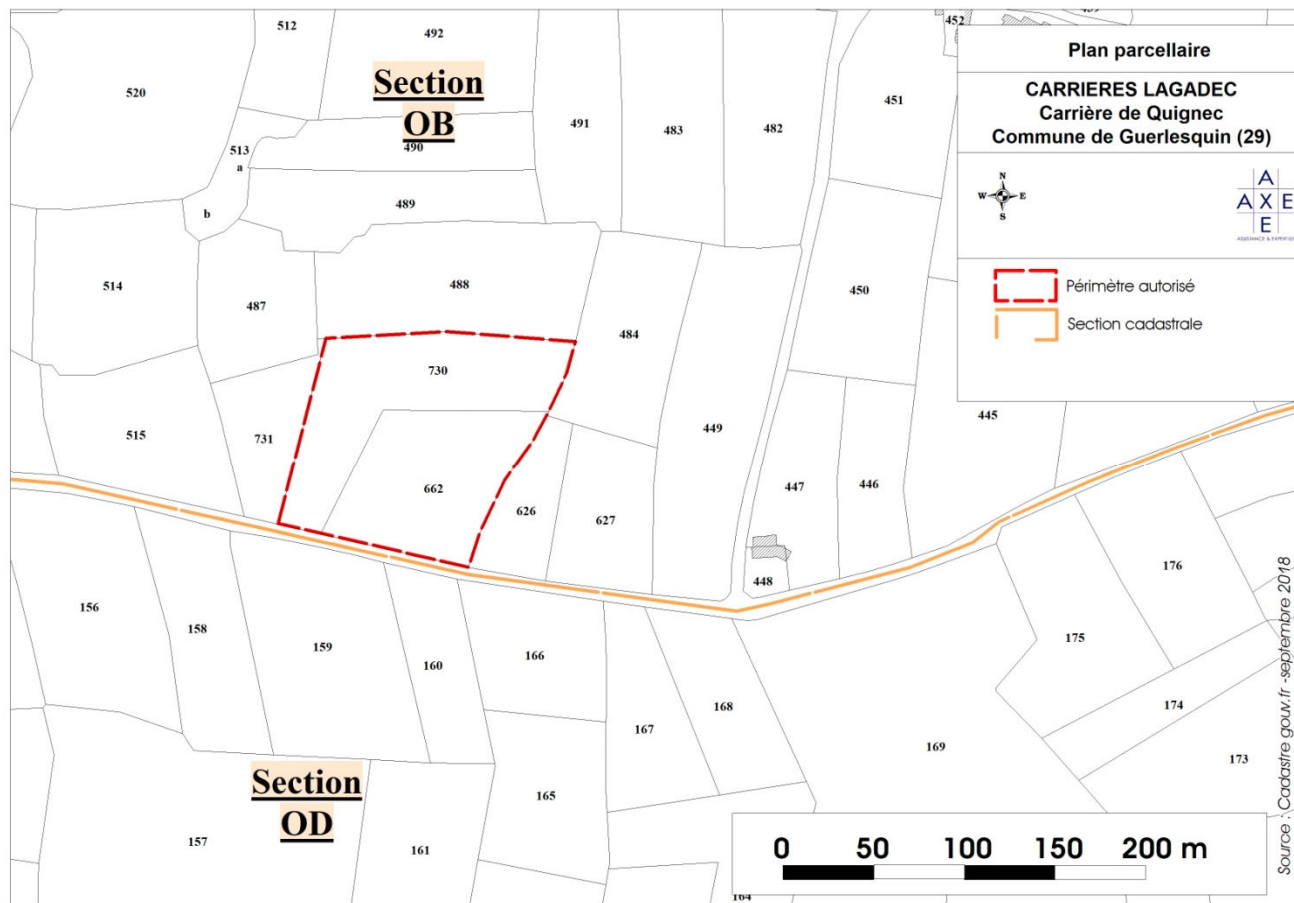 512
492
452
459
520
Section
OB
491
483
482
451
513
490
a
489
b
514
487
488
450
484
730
515
731
449
445
662
626
627
447
446
448
156
158
159
160
166
167
168
175
176
174
169
173
Section
OD
157
161
165
164
Plan parcellaire
CARRIERES LAGADEC
Carrière de Quignec
Commune de Guerlesquin (29)
N
W E
S
A
A X E
E
ASSISTANCE & EXPERTISE
Périmètre autorisé
Section cadastrale
0 50 100 150 200 m
Source : Cadastre gouv.fr -septembre 2018